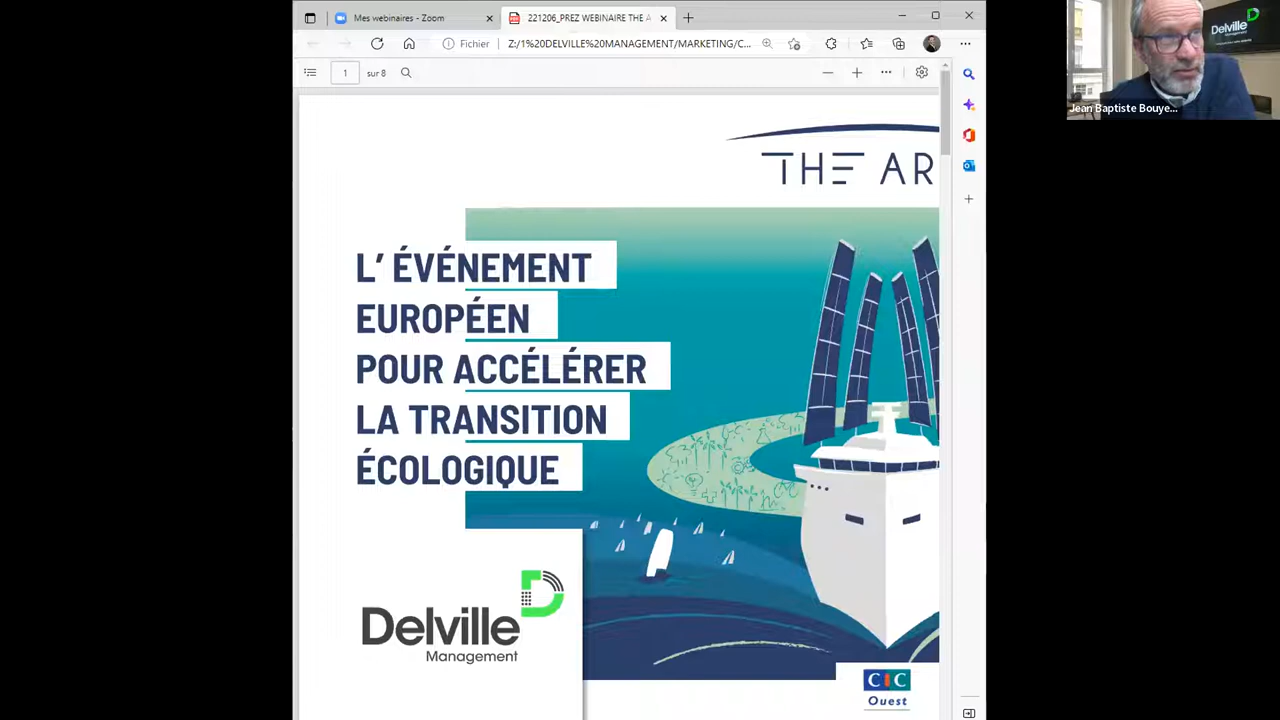 Mes webinaires - Zoom
221206_PREZ WEBINAIRE THE A
Fichier
Z:/1%20DELVILLE%20MANAGEMENT/MARKETING/C...
1 sur 8
THE AR
L' ÉVÉNEMENT
EUROPÉEN
POUR ACCÉLÉRER
LA TRANSITION
ÉCOLOGIQUE
Delville
Management
CIC
Ouest
Delville
Management
Jean Baptiste Bouye...